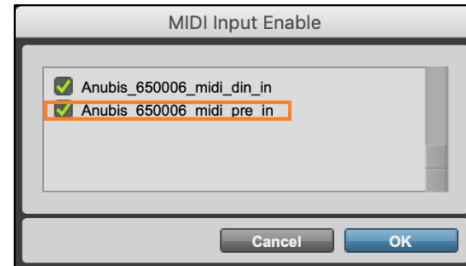 MIDI Input Enable
Anubis_650006_midi_din_in
Anubis_650006_midi_pre_in
Cancel
OK